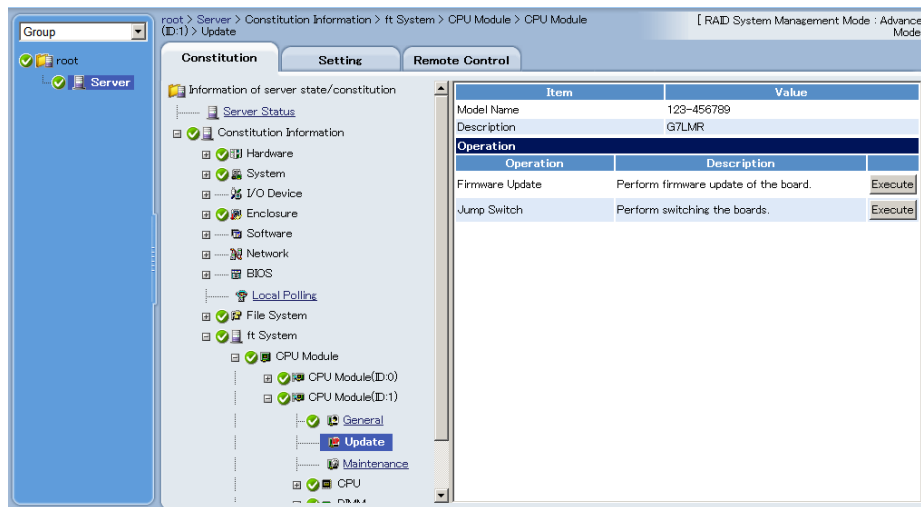 Group
root
Server
root > Server > Constitution Information > ft System > CPU Module > CPU Module
(ID:1) > Update
[ RAID System Management Mode : Advance
Mode
Constitution
Setting
Remote Control
Information of server state/constitution
Server Status
Constitution Information
Hardware
System
I/O Device
Enclosure
Software
Network
BIOS
Local Polling
File System
ft System
CPU Module
CPU Module(ID:0)
CPU Module(ID:1)
General
Update
Maintenance
CPU
DIMM
Item Value
Model Name 123-456789
Description G7LMR
Operation
Operation Description
Firmware Update Perform firmware update of the board. Execute
Jump Switch Perform switching the boards. Execute